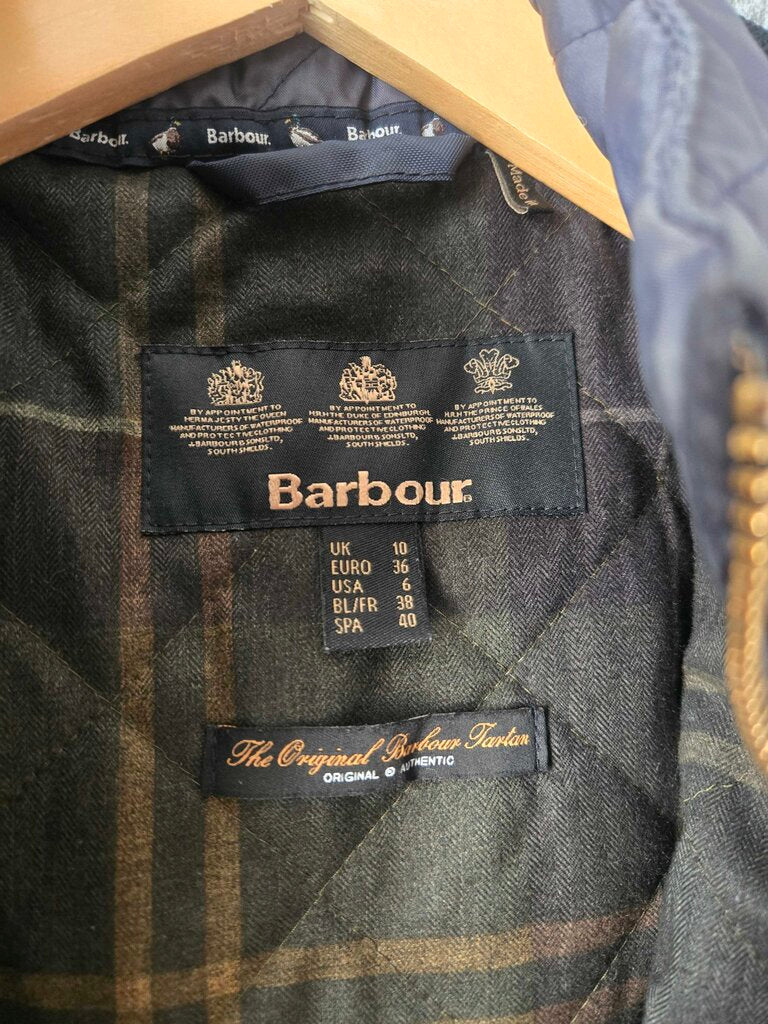 Barbour. Barbour. Barbour.
Made
BY APPOINTMENT TO
HER MAJESTY THE QUEEN
MANUFACTURERS OF WATERPROOF
AND PROTECTIVE CLOTHING
J.BARBOUR & SONS LTD,
SOUTH SHIELDS.
BY APPOINTMENT TO
H.R.H. THE DUKE OF EDINBURGH,
MANUFACTURERS OF WATERPROOF
AND PROTECTIVE CLOTHING
J.BARBOUR & SONS LTD,
SOUTH SHIELDS.
BY APPOINTMENT TO
H.R.H. THE PRINCE OF WALES
MANUFACTURERS OF WATERPROOF
AND PROTECTIVE CLOTHING
J.BARBOUR & SONS LTD,
SOUTH SHIELDS.
Barbour®
UK 10
EURO 36
USA 6
BL/FR 38
SPA 40
The Original Barbour Tartan
ORIGINAL © AUTHENTIC